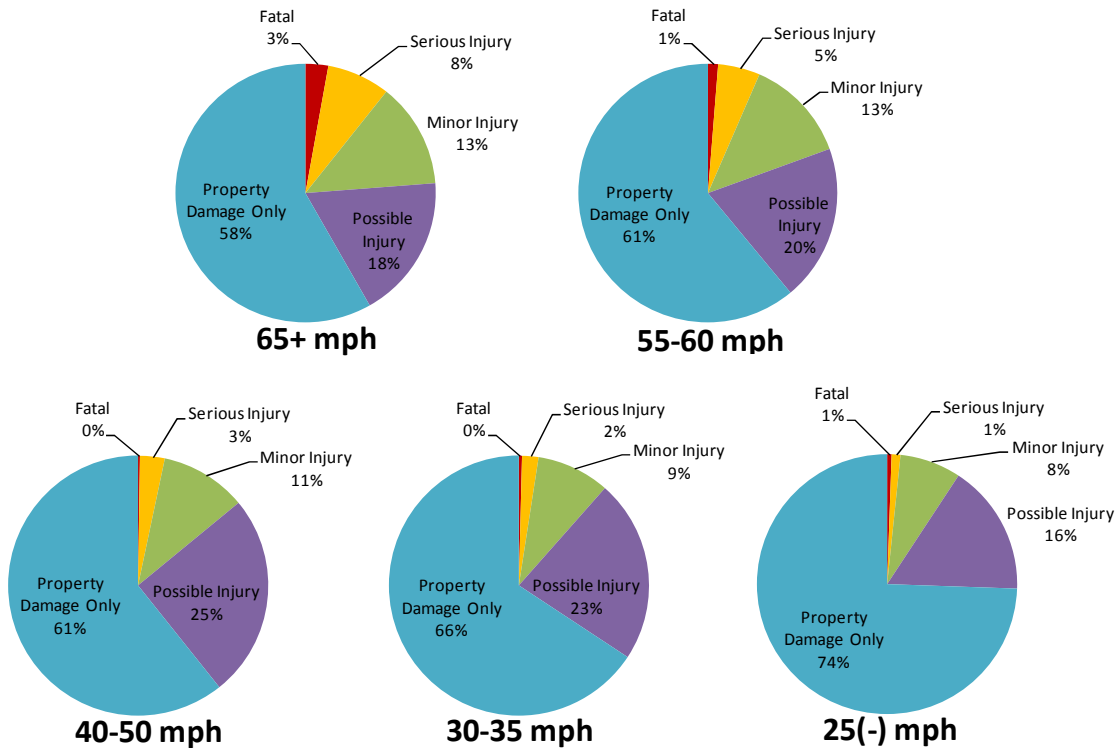 Fatal
3%
Serious Injury
8%
Minor Injury
13%
Possible
Injury
18%
Property
Damage Only
58%
65+ mph
Fatal
1%
Serious Injury
5%
Minor Injury
13%
Possible
Injury
20%
Property
Damage Only
61%
55-60 mph
Fatal
0%
Serious Injury
3%
Minor Injury
11%
Possible Injury
25%
Property
Damage Only
61%
40-50 mph
Fatal
0%
Serious Injury
2%
Minor Injury
9%
Possible Injury
23%
Property
Damage Only
66%
30-35 mph
Fatal
1%
Serious Injury
1%
Minor Injury
8%
Possible Injury
16%
Property
Damage Only
74%
25(-) mph